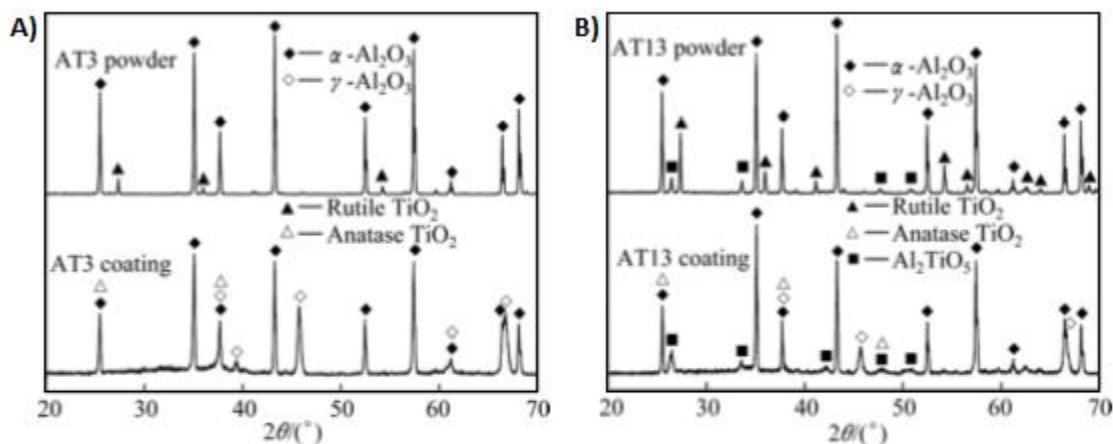 A)
AT3 powder
◆— α -Al₂O₃
◇— γ -Al₂O₃
▲— Rutile TiO₂
△— Anatase TiO₂
AT3 coating
20 30 40 50 60 70
2θ/(°)
B)
AT13 powder
◆— α -Al₂O₃
◇— γ -Al₂O₃
▲— Rutile TiO₂
△— Anatase TiO₂
AT13 coating
■— Al₂TiO₅
20 30 40 50 60 70
2θ/(°)